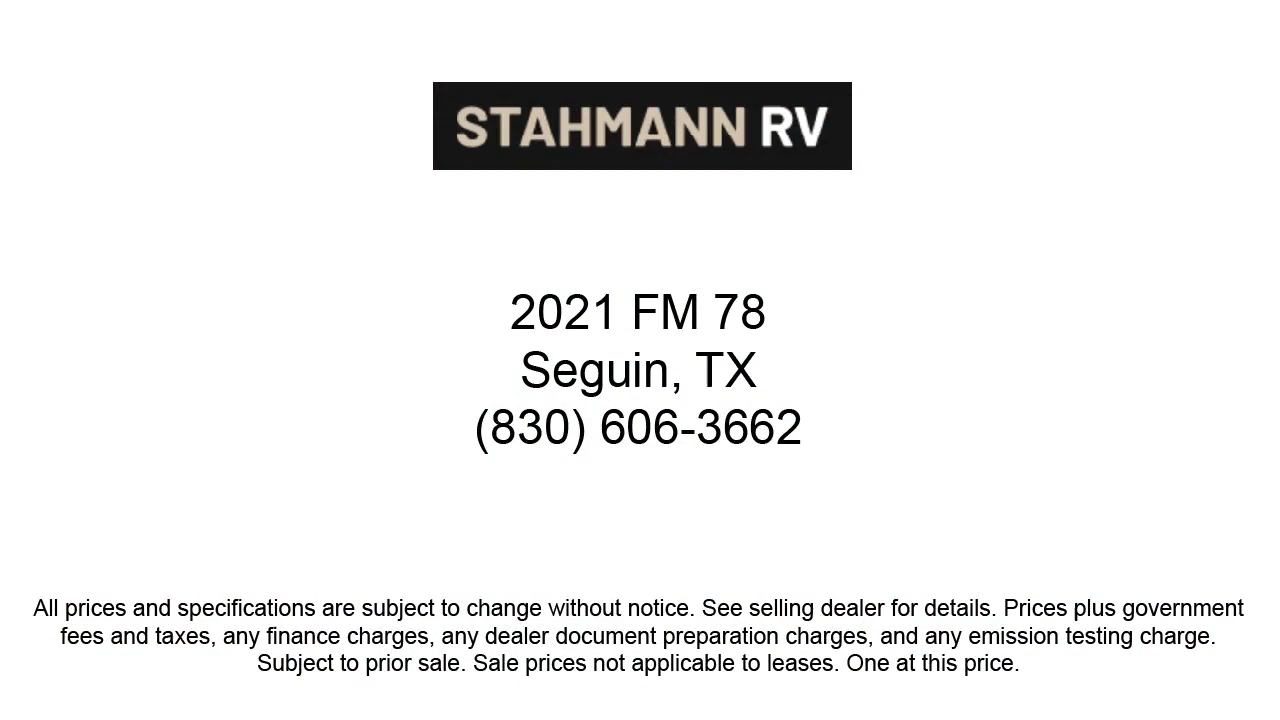 STAHMANN RV
2021 FM 78
Seguin, TX
(830) 606-3662
All prices and specifications are subject to change without notice. See selling dealer for details. Prices plus government
fees and taxes, any finance charges, any dealer document preparation charges, and any emission testing charge.
Subject to prior sale. Sale prices not applicable to leases. One at this price.